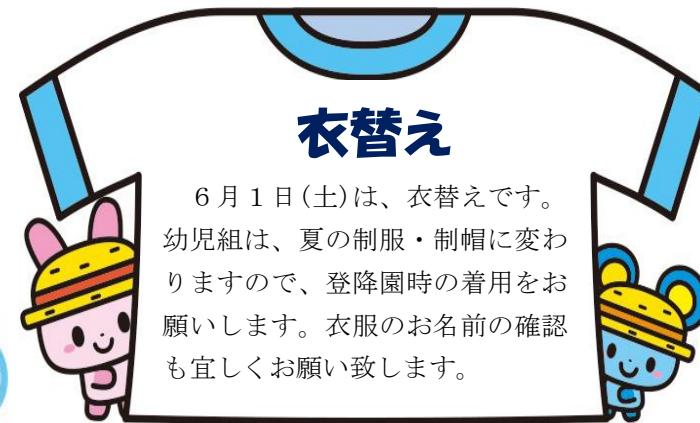 衣替え
　６月１日(土)は、衣替えです。
幼児組は、夏の制服・制帽に変わ
りますので、登降園時の着用をお
願いします。衣服のお名前の確認
も宜しくお願い致します。